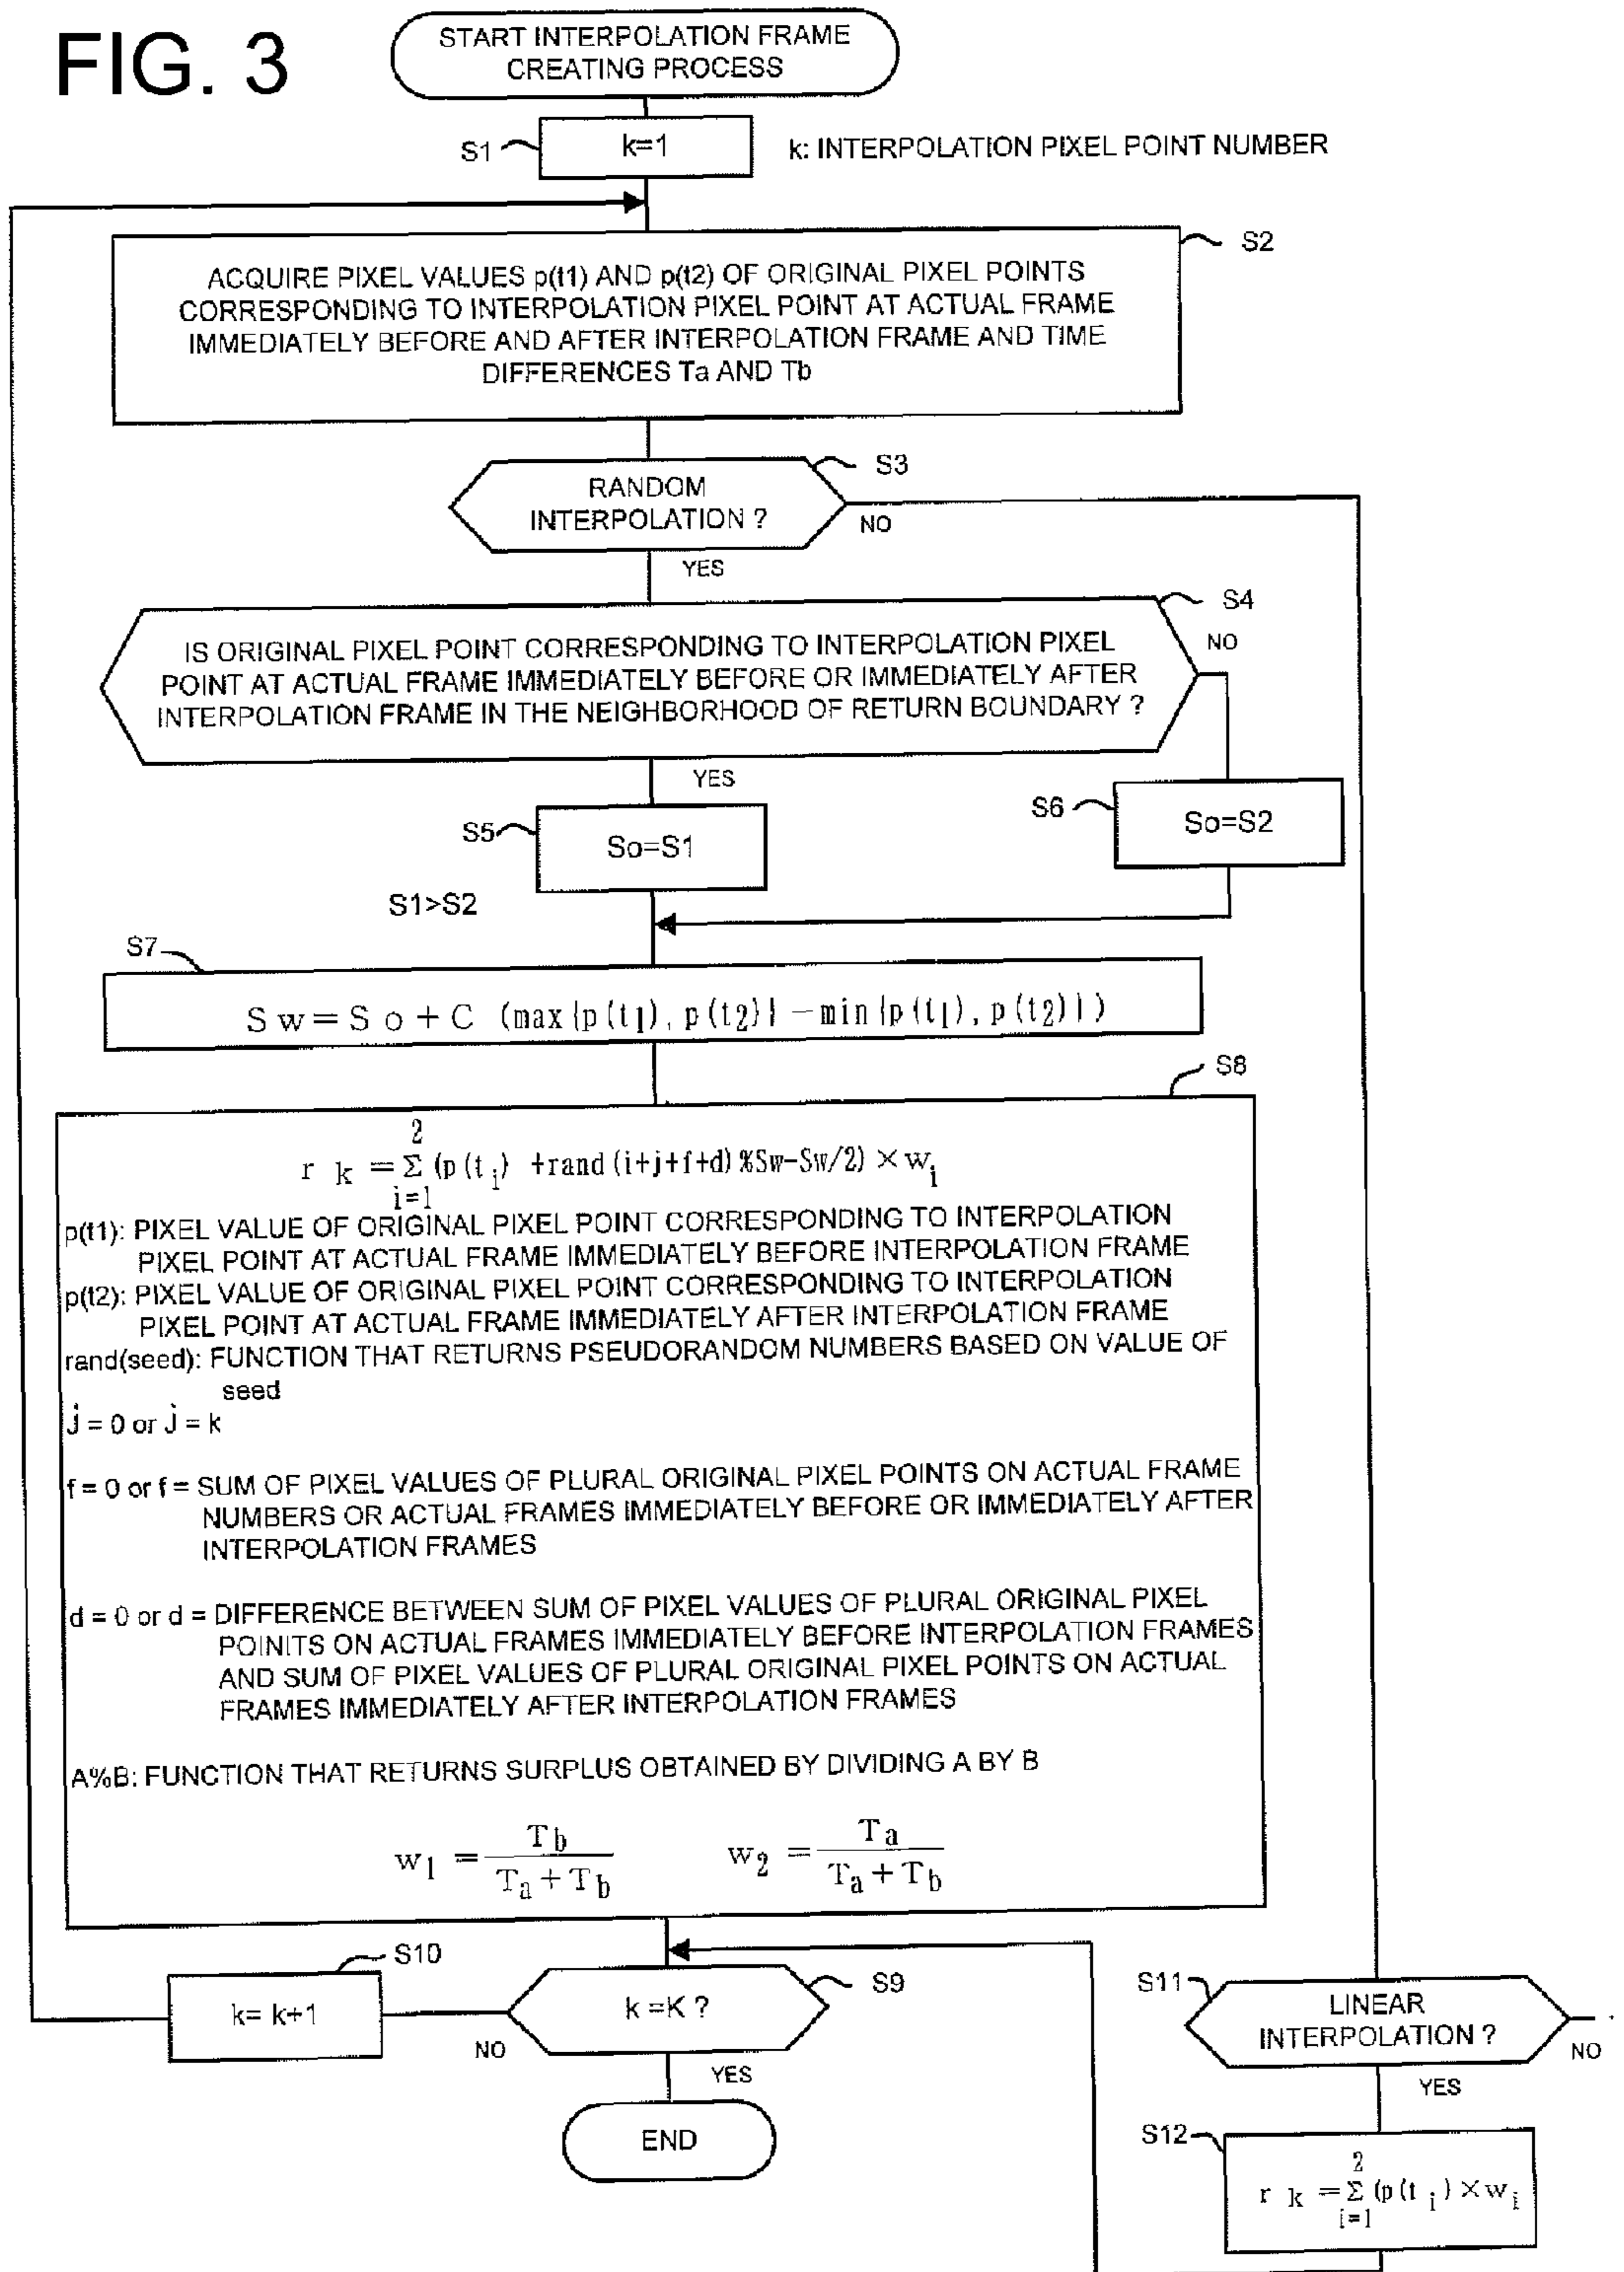 FIG. 3
START INTERPOLATION FRAME
CREATING PROCESS
S1
k=1
k: INTERPOLATION PIXEL POINT NUMBER
S2
ACQUIRE PIXEL VALUES p(t1) AND p(t2) OF ORIGINAL PIXEL POINTS
CORRESPONDING TO INTERPOLATION PIXEL POINT AT ACTUAL FRAME
IMMEDIATELY BEFORE AND AFTER INTERPOLATION FRAME AND TIME
DIFFERENCES Ta AND Tb
S3
RANDOM
INTERPOLATION ?
NO
YES
S4
IS ORIGINAL PIXEL POINT CORRESPONDING TO INTERPOLATION PIXEL
POINT AT ACTUAL FRAME IMMEDIATELY BEFORE OR IMMEDIATELY AFTER
INTERPOLATION FRAME IN THE NEIGHBORHOOD OF RETURN BOUNDARY ?
NO
YES
S5
So=S1
S6
So=S2
S1>S2
S7
Sw=So+C (max{p(t1), p(t2)} −min{p(t1), p(t2)})
S8
r k = Σ_{i=1}^{2} (p(t_i) +rand(i+j+f+d)%Sw-Sw/2) × w_i
p(t1): PIXEL VALUE OF ORIGINAL PIXEL POINT CORRESPONDING TO INTERPOLATION
PIXEL POINT AT ACTUAL FRAME IMMEDIATELY BEFORE INTERPOLATION FRAME
p(t2): PIXEL VALUE OF ORIGINAL PIXEL POINT CORRESPONDING TO INTERPOLATION
PIXEL POINT AT ACTUAL FRAME IMMEDIATELY AFTER INTERPOLATION FRAME
rand(seed): FUNCTION THAT RETURNS PSEUDORANDOM NUMBERS BASED ON VALUE OF
seed
j = 0 or j = k
f = 0 or f = SUM OF PIXEL VALUES OF PLURAL ORIGINAL PIXEL POINTS ON ACTUAL FRAME
NUMBERS OR ACTUAL FRAMES IMMEDIATELY BEFORE OR IMMEDIATELY AFTER
INTERPOLATION FRAMES
d = 0 or d = DIFFERENCE BETWEEN SUM OF PIXEL VALUES OF PLURAL ORIGINAL PIXEL
POINITS ON ACTUAL FRAMES IMMEDIATELY BEFORE INTERPOLATION FRAMES
AND SUM OF PIXEL VALUES OF PLURAL ORIGINAL PIXEL POINTS ON ACTUAL
FRAMES IMMEDIATELY AFTER INTERPOLATION FRAMES
A%B: FUNCTION THAT RETURNS SURPLUS OBTAINED BY DIVIDING A BY B
w1 = Tb / (Ta + Tb) w2 = Ta / (Ta + Tb)
S10
k= k+1
S9
k =K ?
NO
YES
END
S11
LINEAR
INTERPOLATION ?
NO
YES
S12
r k = Σ_{i=1}^{2} (p(t_i) × w_i